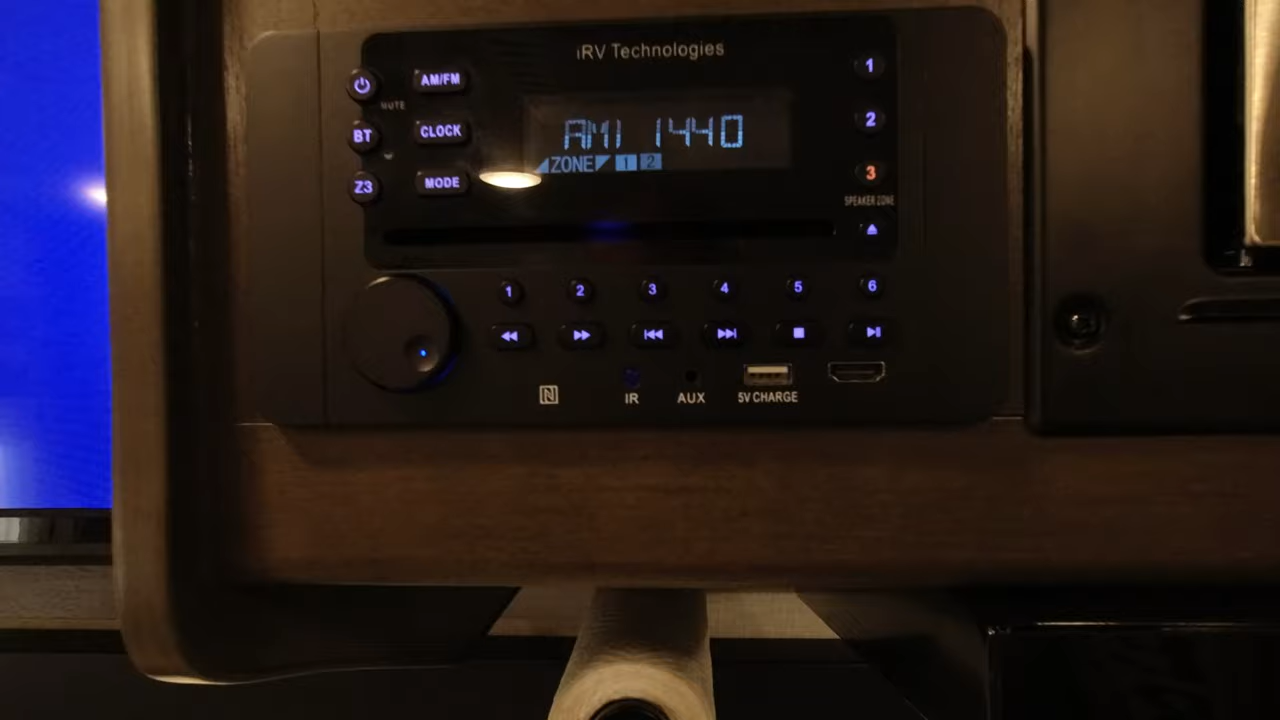 iRV Technologies
AM/FM
MUTE
BT
CLOCK
Z3
MODE
AM1 1440
ZONE 1 2
1
2
3
SPEAKER ZONE
1 2 3 4 5 6
IR
AUX
5V CHARGE